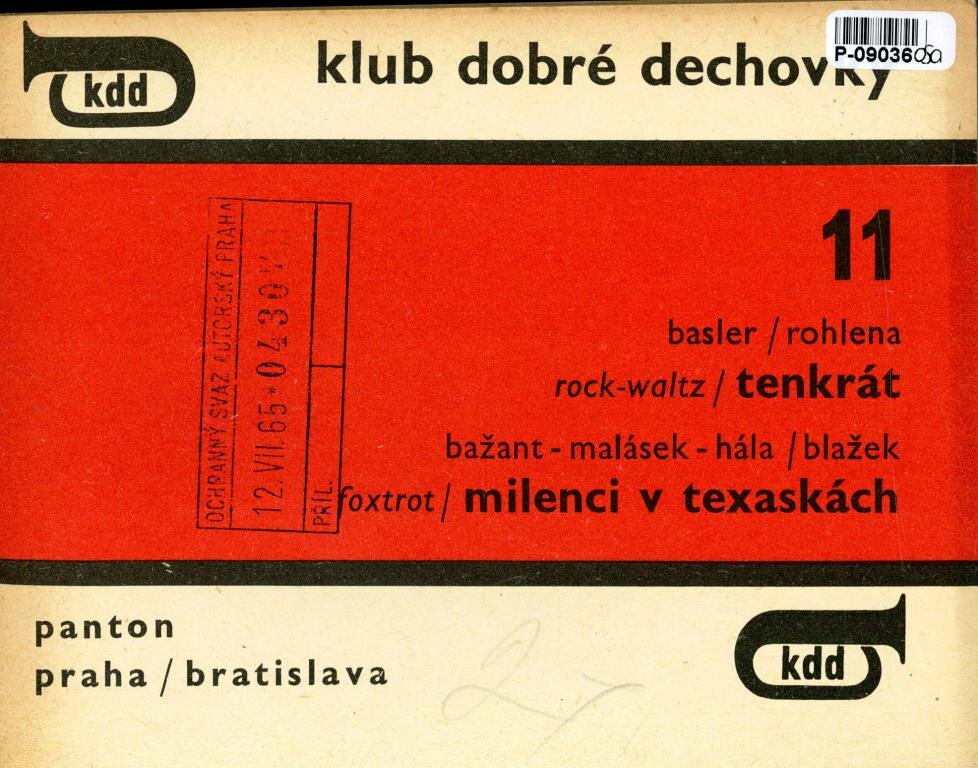 kdd
klub dobré dechovky
P-09036
11
basler / rohlena
rock-waltz / tenkrát
bažant - malásek - hála / blažek
foxtrot / milenci v texaskách
OCHRANNÝ SVAZ AUTORSKÝ PRAHA
12. VII. 65 * 0430
PŘÍL.
panton
praha / bratislava
kdd